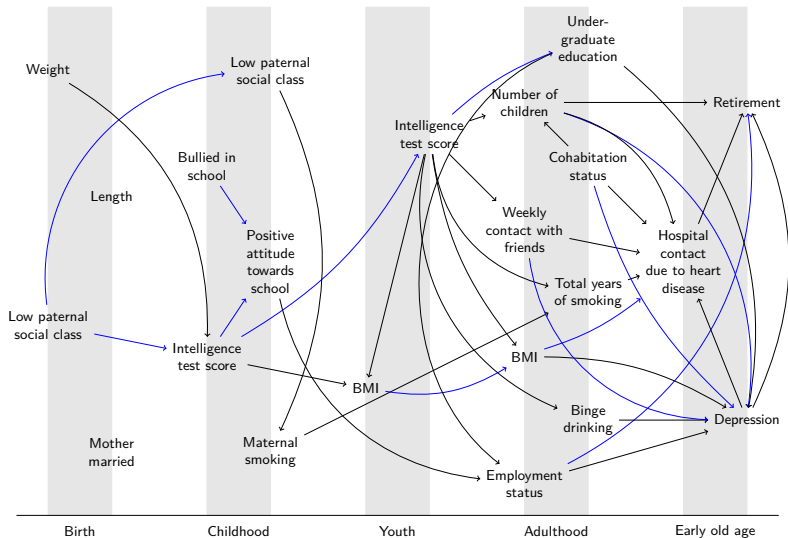 Weight
Length
Low paternal
social class
Mother
married
Low paternal
social class
Bullied in
school
Positive
attitude
towards
school
Intelligence
test score
Maternal
smoking
Intelligence
test score
BMI
Under-
graduate
education
Number of
children
Cohabitation
status
Weekly
contact with
friends
Total years
of smoking
BMI
Binge
drinking
Employment
status
Retirement
Hospital
contact
due to heart
disease
Depression
Birth
Childhood
Youth
Adulthood
Early old age